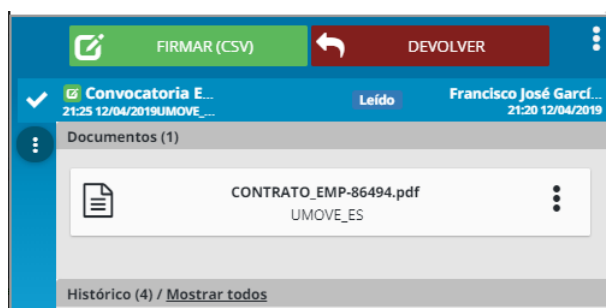 FIRMAR (CSV)
DEVOLVER
Convocatoria E...
Leído
Francisco José Garcí...
21:25 12/04/2019UMOVE_...
21:20 12/04/2019
Documentos (1)
CONTRATO_EMP-86494.pdf
UMOVE_ES
Histórico (4) / Mostrar todos